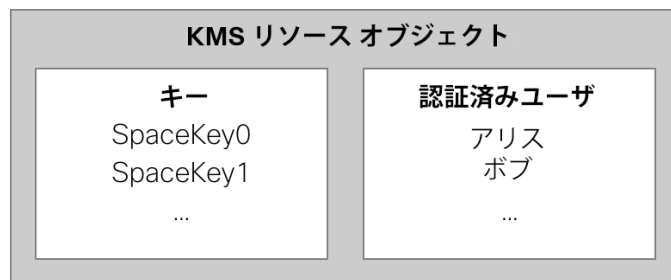 KMS リソース オブジェクト
キー
SpaceKey0
SpaceKey1
...
認証済みユーザ
アリス
ボブ
...